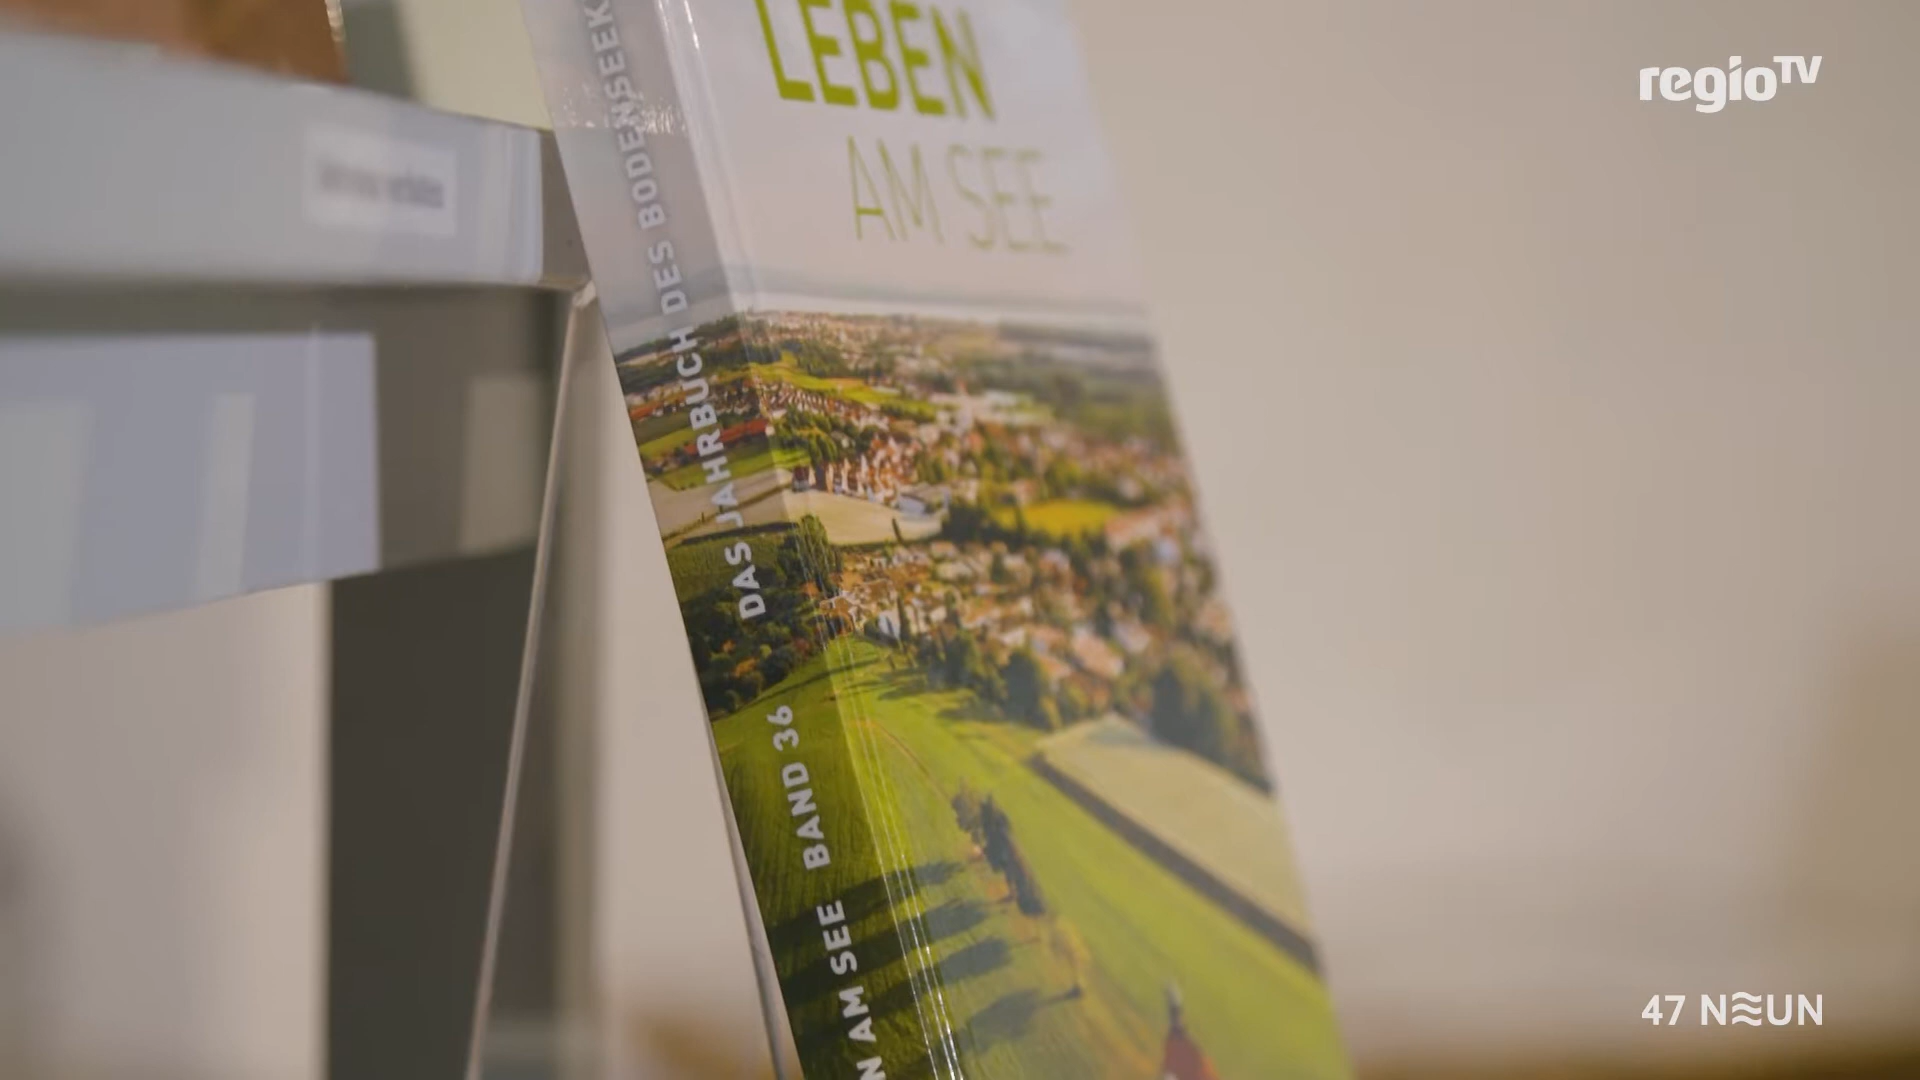 LEBEN
AM SEE
DAS JAHRBUCH DES BODENSEEK
N AM SEE BAND 36
regioTV
47 NEUN